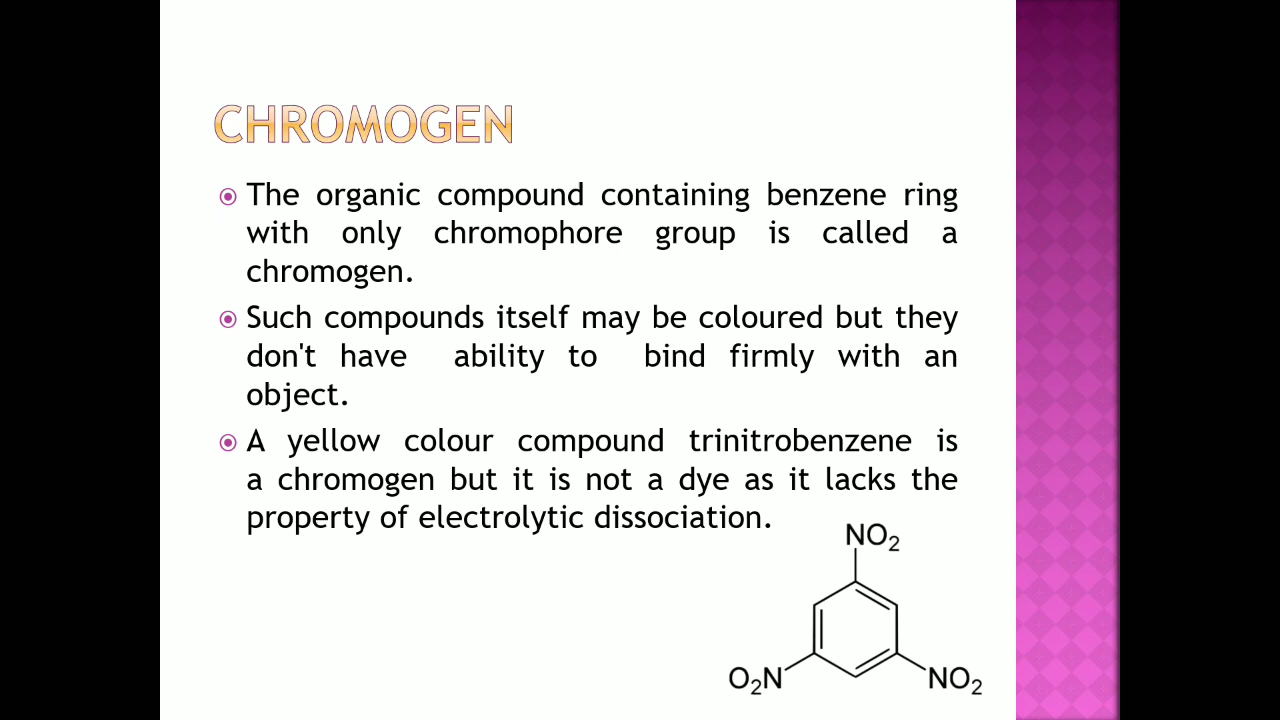 CHROMOGEN
The organic compound containing benzene ring
with only chromophore group is called a
chromogen.
Such compounds itself may be coloured but they
don't have ability to bind firmly with an
object.
A yellow colour compound trinitrobenzene is
a chromogen but it is not a dye as it lacks the
property of electrolytic dissociation.
NO₂
O₂N
NO₂